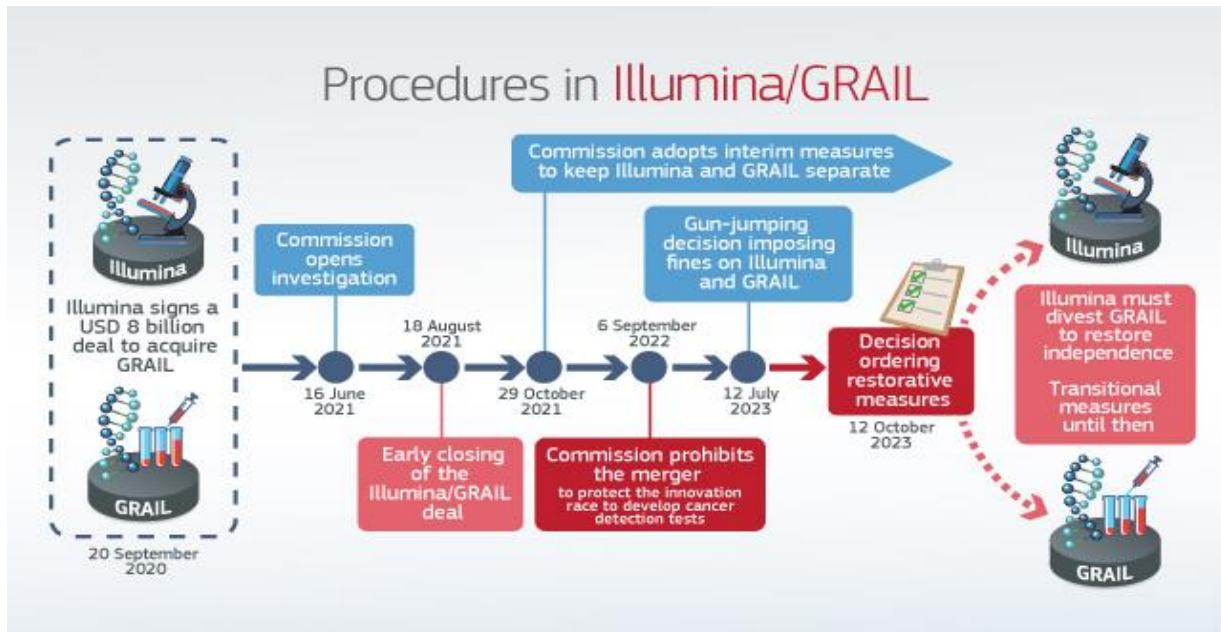 Procedures in Illumina/GRAIL
Illumina
Illumina signs a
USD 8 billion
deal to acquire
GRAIL
GRAIL
20 September
2020
Commission
opens
investigation
16 June
2021
18 August
2021
Early closing
of the
Illumina/GRAIL
deal
Commission adopts interim measures
to keep Illumina and GRAIL separate
29 October
2021
6 September
2022
Commission prohibits
the merger
to protect the innovation
race to develop cancer
detection tests
Gun-jumping
decision imposing
fines on Illumina
and GRAIL
12 July
2023
Decision
ordering
restorative
measures
12 October
2023
Illumina
Illumina must
divest GRAIL
to restore
independence
Transitional
measures
until then
GRAIL